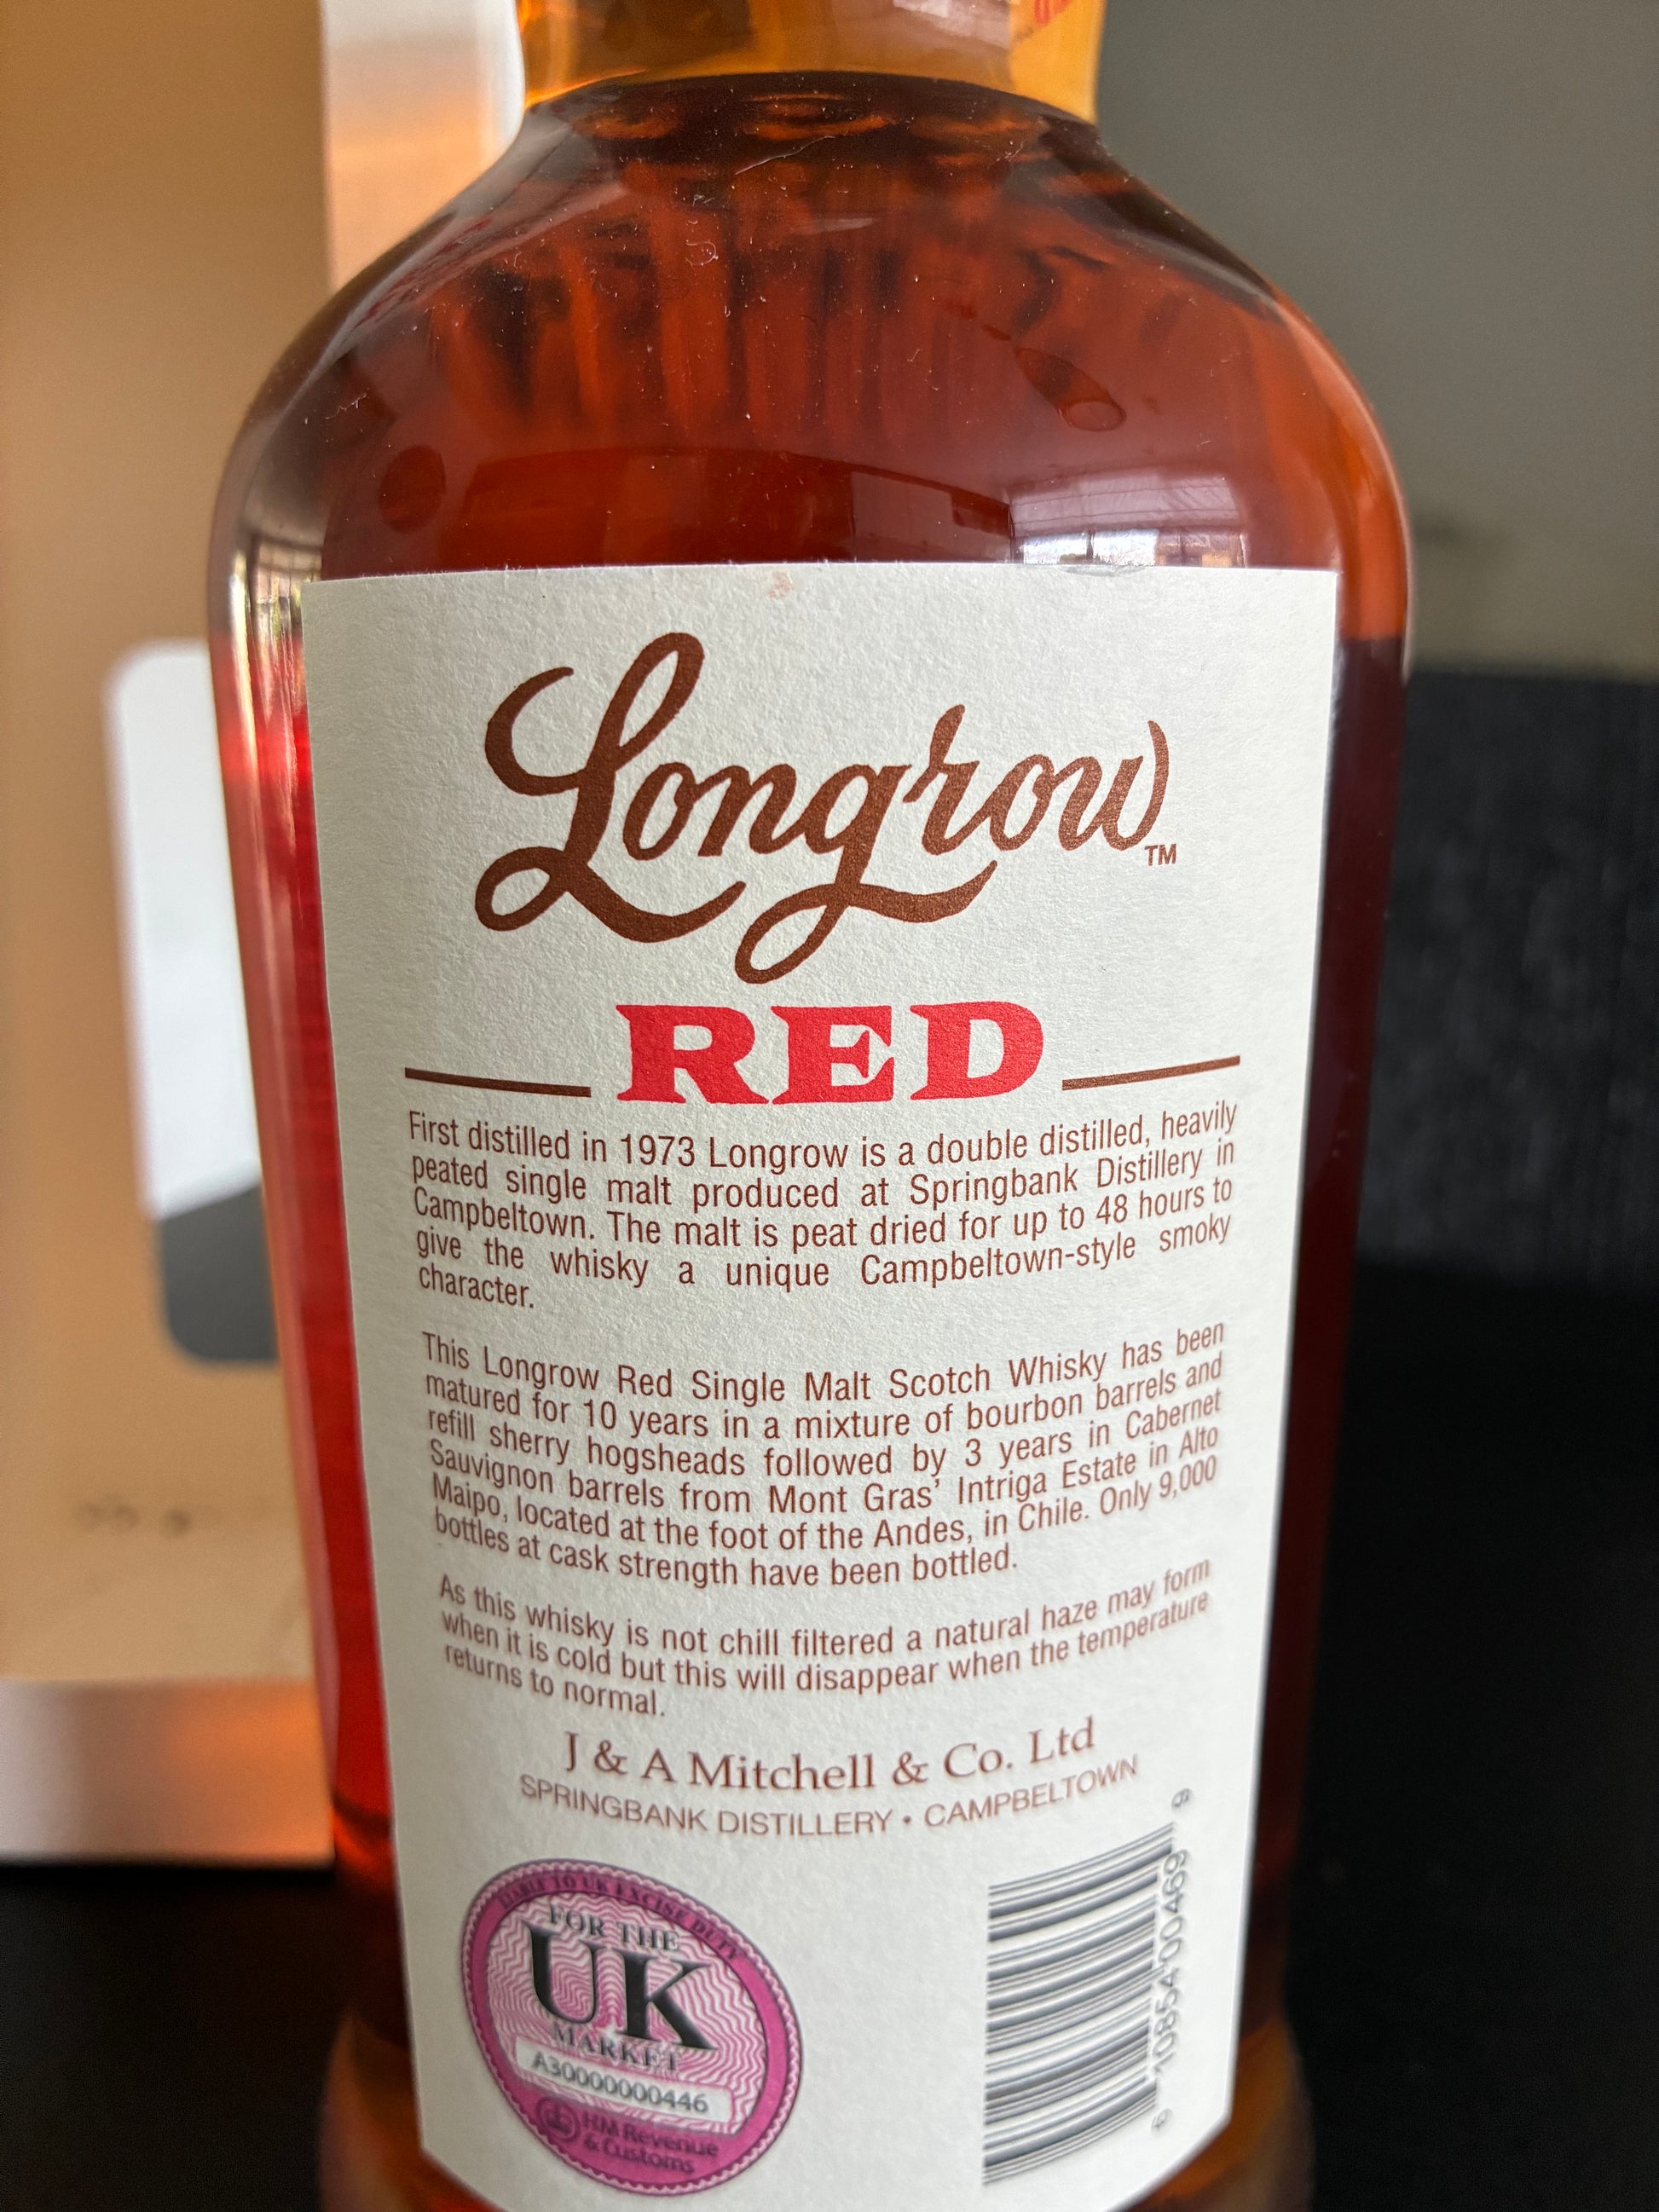 Longrow™
RED
First distilled in 1973 Longrow is a double distilled, heavily
peated single malt produced at Springbank Distillery in
Campbeltown. The malt is peat dried for up to 48 hours to
give the whisky a unique Campbeltown-style smoky
character.
This Longrow Red Single Malt Scotch Whisky has been
matured for 10 years in a mixture of bourbon barrels and
refill sherry hogsheads followed by 3 years in Cabernet
Sauvignon barrels from Mont Gras' Intriga Estate in Alto
Maipo, located at the foot of the Andes, in Chile. Only 9,000
bottles at cask strength have been bottled.
As this whisky is not chill filtered a natural haze may form
when it is cold but this will disappear when the temperature
returns to normal.
J & A Mitchell & Co. Ltd
SPRINGBANK DISTILLERY • CAMPBELTOWN
LIABLE TO UK EXCISE DUTY
FOR THE
UK
MARKET
A30000000446
HM Revenue
& Customs
610854 00469